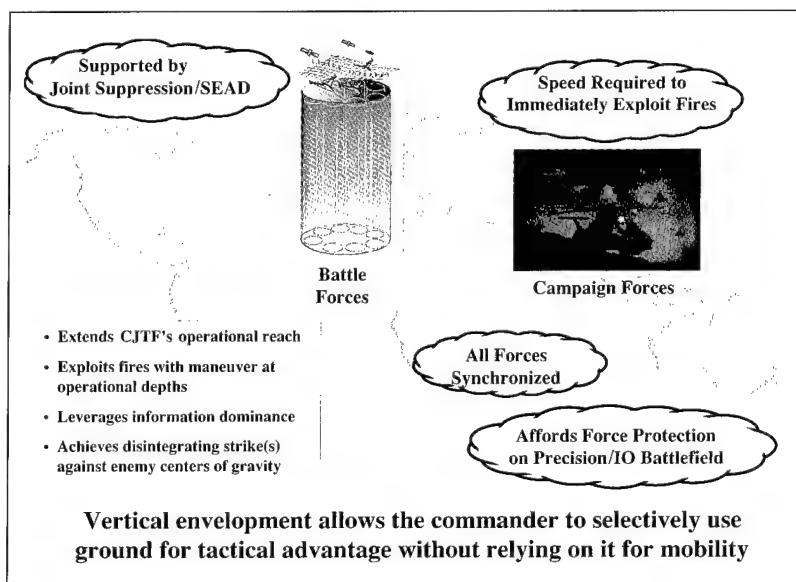 Supported by
Joint Suppression/SEAD
Speed Required to
Immediately Exploit Fires
Battle
Forces
Campaign Forces
• Extends CJTF's operational reach
• Exploits fires with maneuver at
operational depths
• Leverages information dominance
• Achieves disintegrating strike(s)
against enemy centers of gravity
All Forces
Synchronized
Affords Force Protection
on Precision/IO Battlefield
Vertical envelopment allows the commander to selectively use
ground for tactical advantage without relying on it for mobility